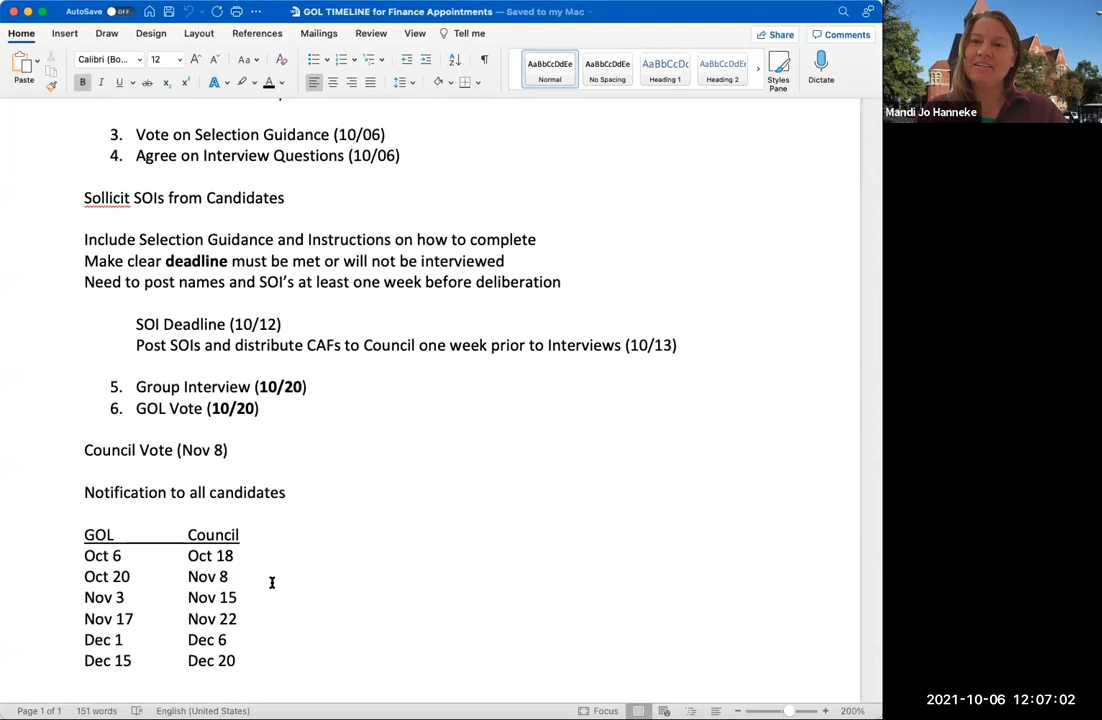 AutoSave OFF GOL TIMELINE for Finance Appointments — Saved to my Mac
Home Insert Draw Design Layout References Mailings Review View Tell me Share Comments
Paste Calibri (Bo... 12 AaBbCcDdEe Normal AaBbCcDdEe No Spacing AaBbCcDc Heading 1 AaBbCcDdEe Heading 2 Styles Pane Dictate
Mandi Jo Hanneke
3. Vote on Selection Guidance (10/06)
4. Agree on Interview Questions (10/06)
Sollicit SOIs from Candidates
Include Selection Guidance and Instructions on how to complete
Make clear deadline must be met or will not be interviewed
Need to post names and SOI's at least one week before deliberation
SOI Deadline (10/12)
Post SOIs and distribute CAFs to Council one week prior to Interviews (10/13)
5. Group Interview (10/20)
6. GOL Vote (10/20)
Council Vote (Nov 8)
Notification to all candidates
GOL Council
Oct 6 Oct 18
Oct 20 Nov 8
Nov 3 Nov 15
Nov 17 Nov 22
Dec 1 Dec 6
Dec 15 Dec 20
2021-10-06 12:07:02
Page 1 of 1 151 words English (United States) Focus 200%